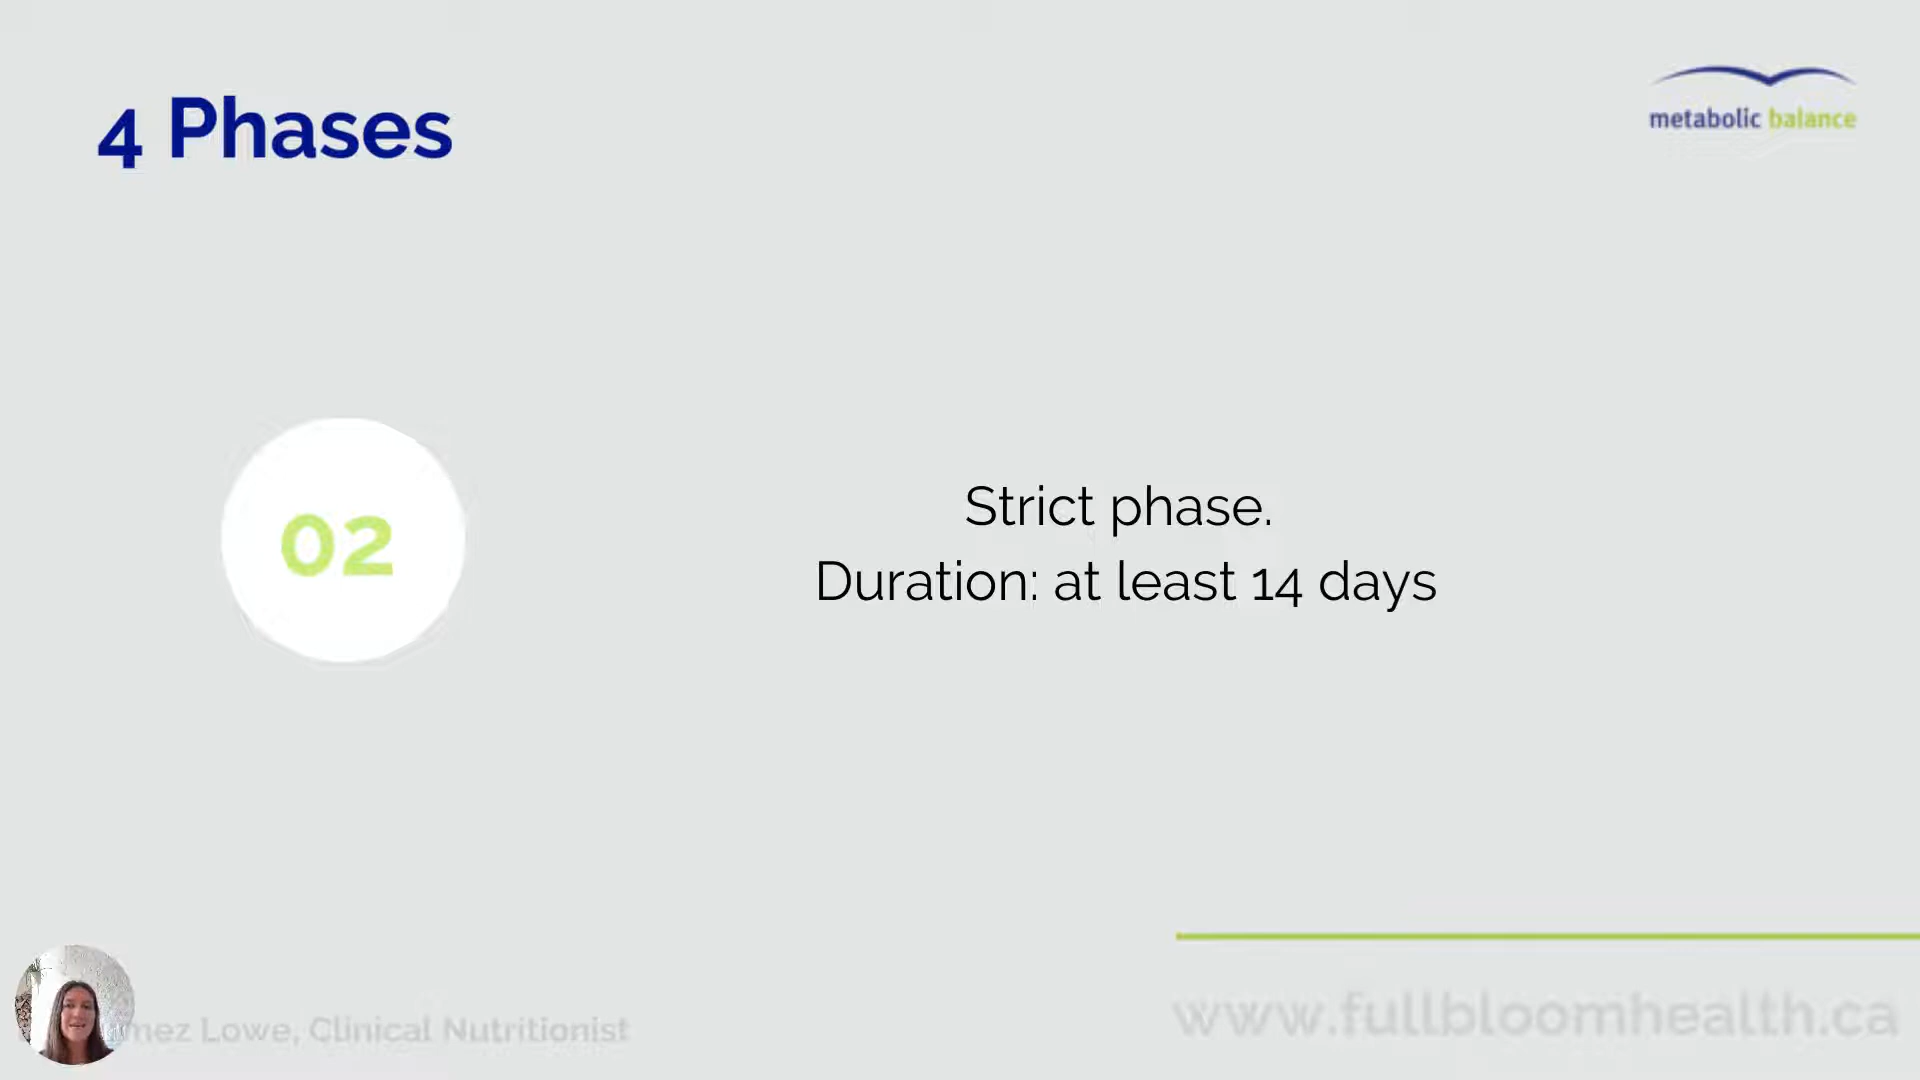 4 Phases
metabolic balance
02
Strict phase.
Duration: at least 14 days
Lowe, Clinical Nutritionist
www.fullbloomhealth.ca